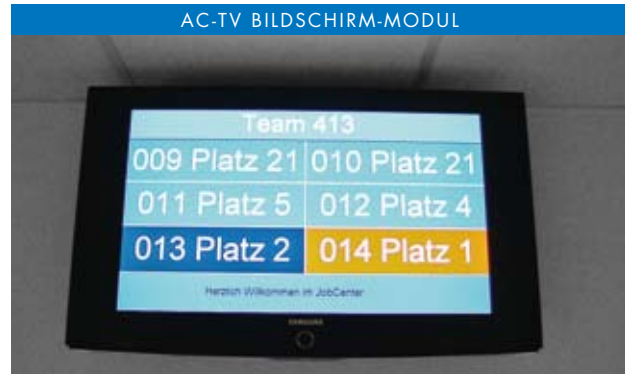 AC-TV BILDSCHIRM-MODUL
Team 413
009 Platz 21 010 Platz 21
011 Platz 5 012 Platz 4
013 Platz 2 014 Platz 1
Herzlich Willkommen im JobCenter
SAMSUNG